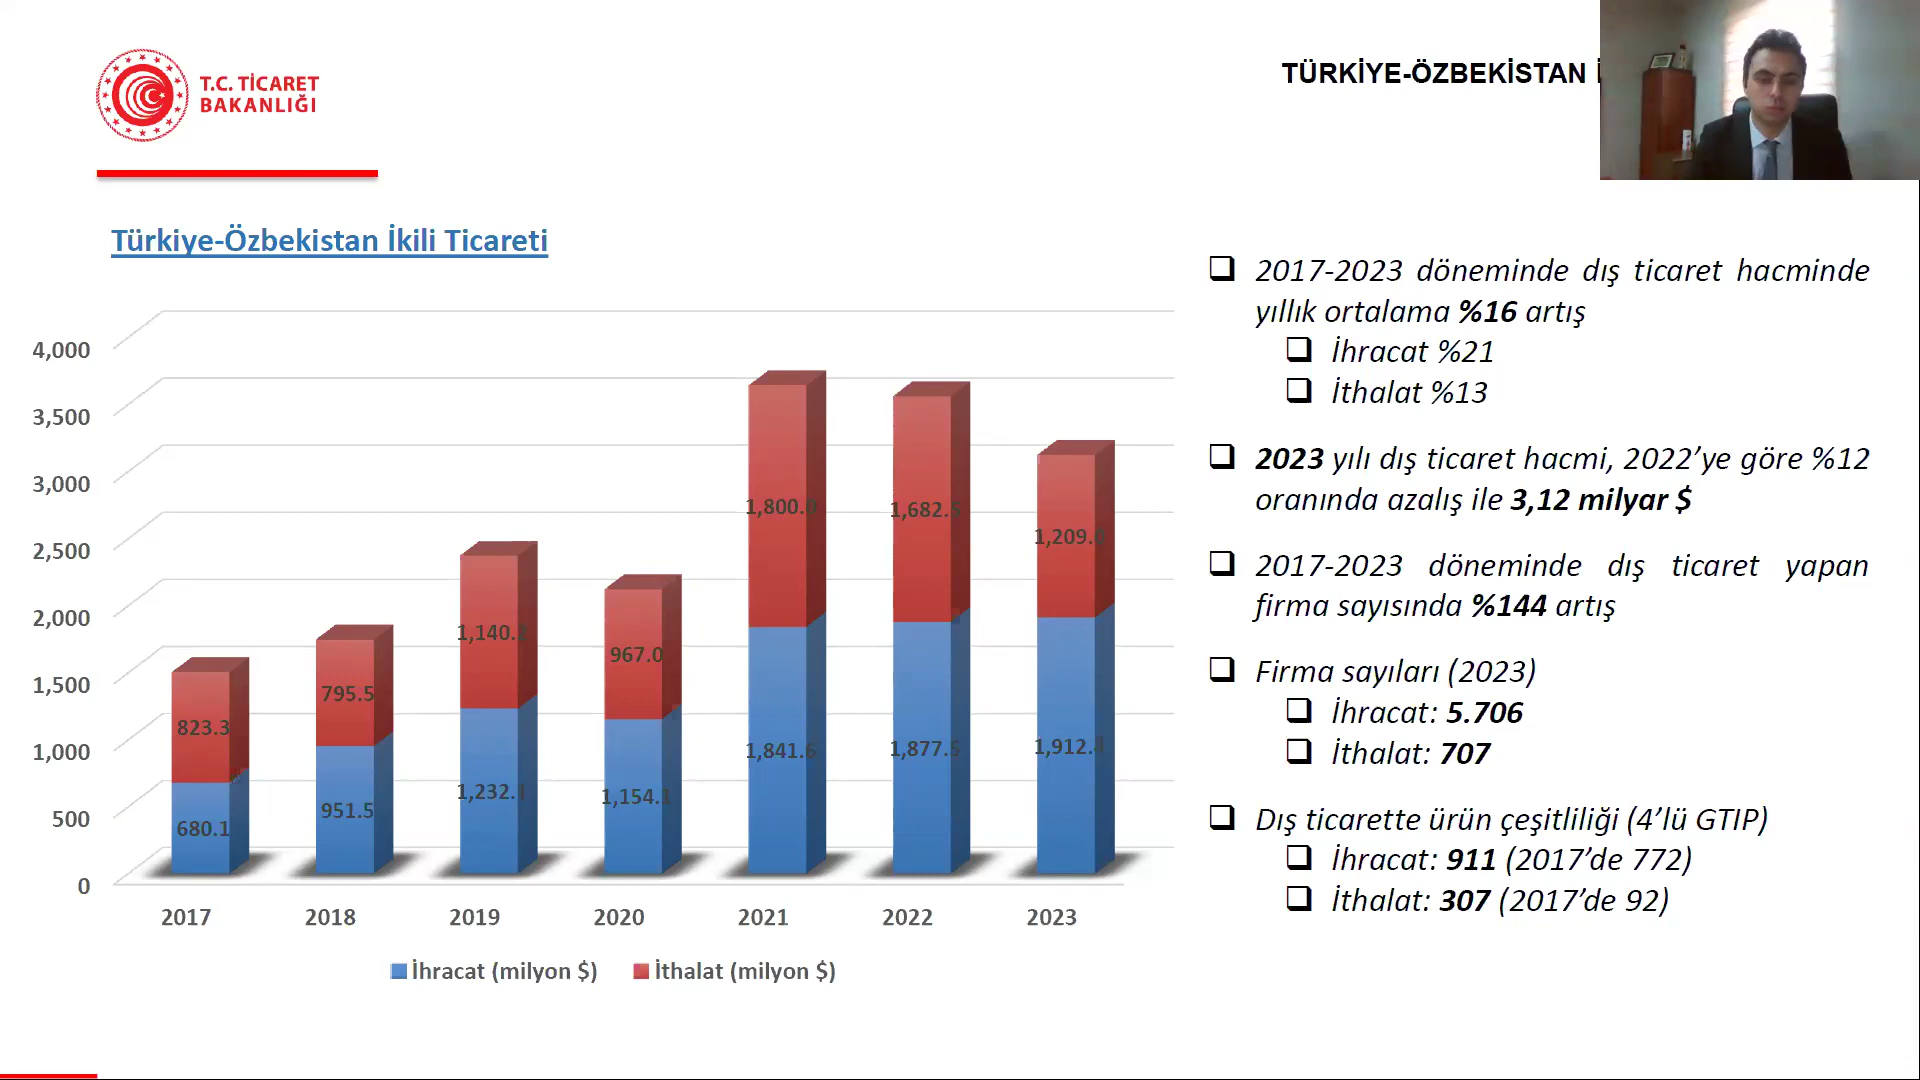 T.C. TİCARET
BAKANLIĞI
TÜRKİYE-ÖZBEKİSTAN
Türkiye-Özbekistan İkili Ticareti
4,000
3,500
3,000
2,500
2,000
1,500
1,000
500
0
823.3
680.1
795.5
951.5
1,140.2
1,232.1
967.0
1,154.1
1,800.0
1,841.6
1,682.5
1,877.5
1,209.0
1,912.4
2017 2018 2019 2020 2021 2022 2023
İhracat (milyon $) İthalat (milyon $)
2017-2023 döneminde dış ticaret hacminde
yıllık ortalama %16 artış
İhracat %21
İthalat %13
2023 yılı dış ticaret hacmi, 2022’ye göre %12
oranında azalış ile 3,12 milyar $
2017-2023 döneminde dış ticaret yapan
firma sayısında %144 artış
Firma sayıları (2023)
İhracat: 5.706
İthalat: 707
Dış ticarette ürün çeşitliliği (4’lü GTIP)
İhracat: 911 (2017’de 772)
İthalat: 307 (2017’de 92)